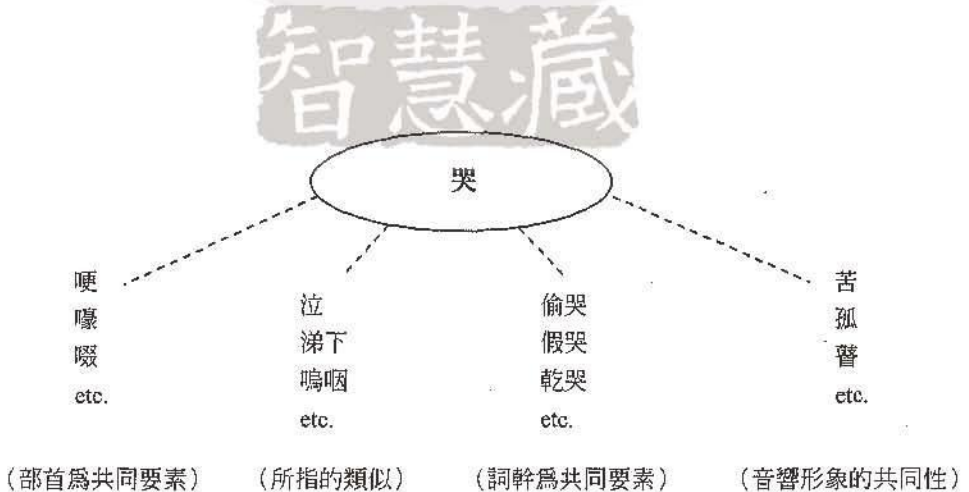 智慧藏
哭
哽
嚎
啜
etc.
泣
涕下
嗚咽
etc.
偷哭
假哭
乾哭
etc.
苦
孤
瞽
etc.
（部首爲共同要素）
（所指的類似）
（詞幹爲共同要素）
（音響形象的共同性）